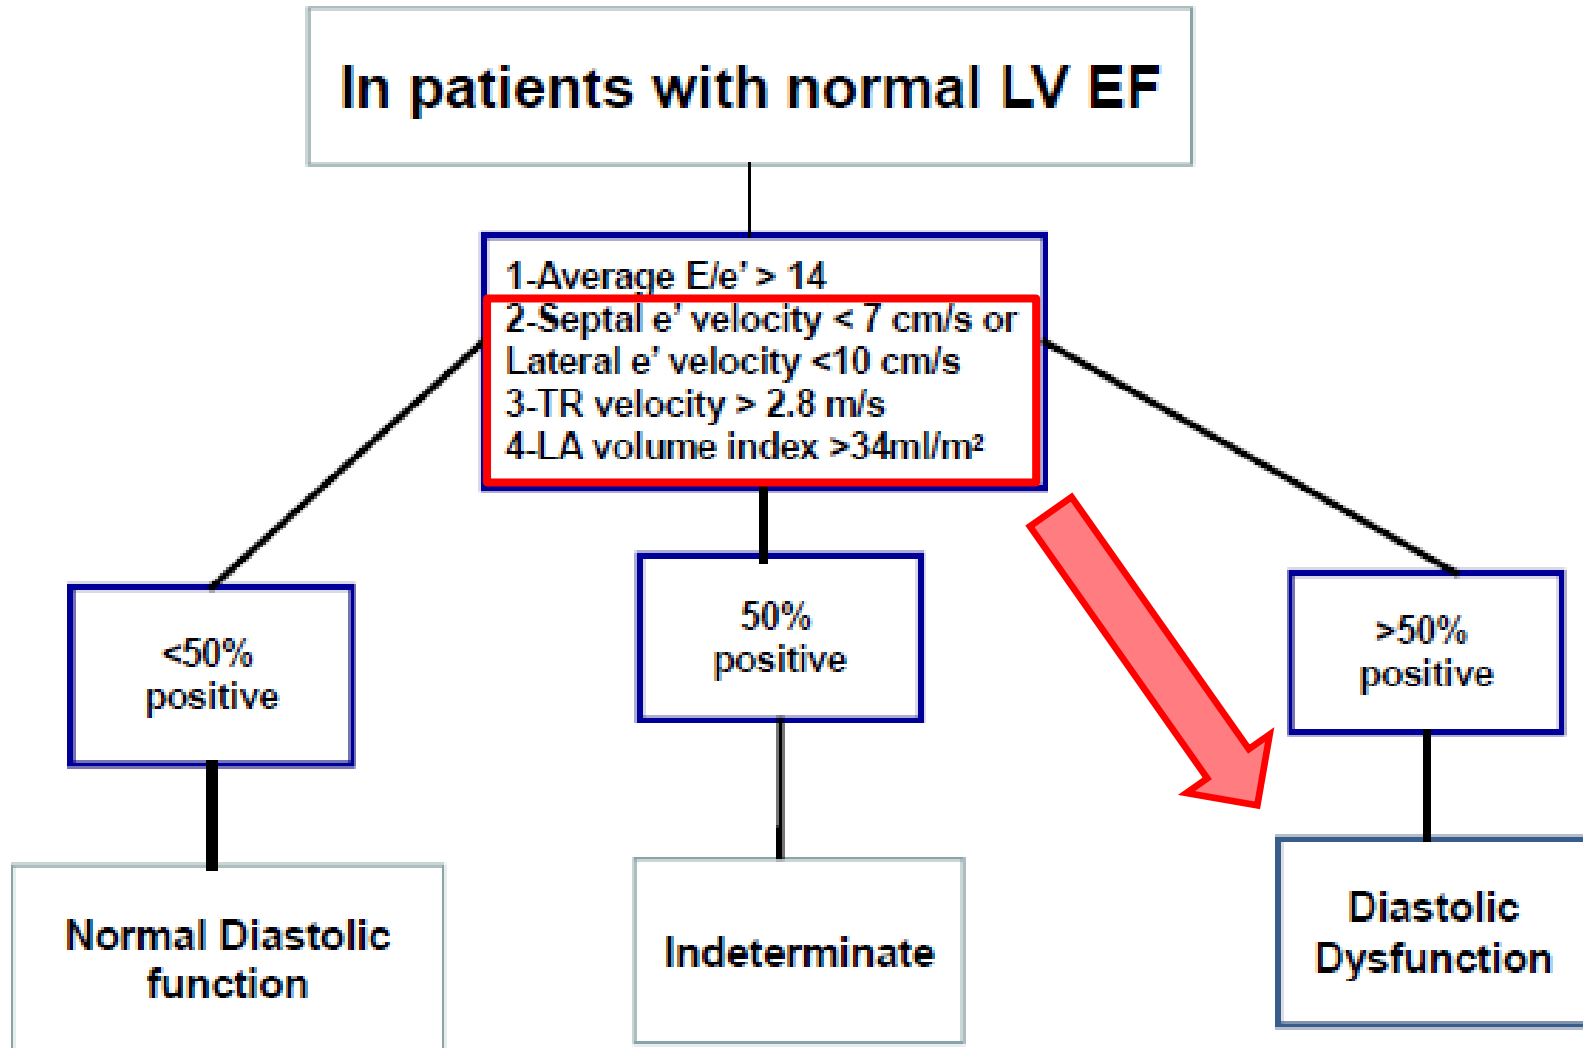 In patients with normal LV EF
1-Average E/e' > 14
2-Septal e' velocity < 7 cm/s or
Lateral e' velocity <10 cm/s
3-TR velocity > 2.8 m/s
4-LA volume index >34ml/m²
<50%
positive
50%
positive
>50%
positive
Normal Diastolic
function
Indeterminate
Diastolic
Dysfunction